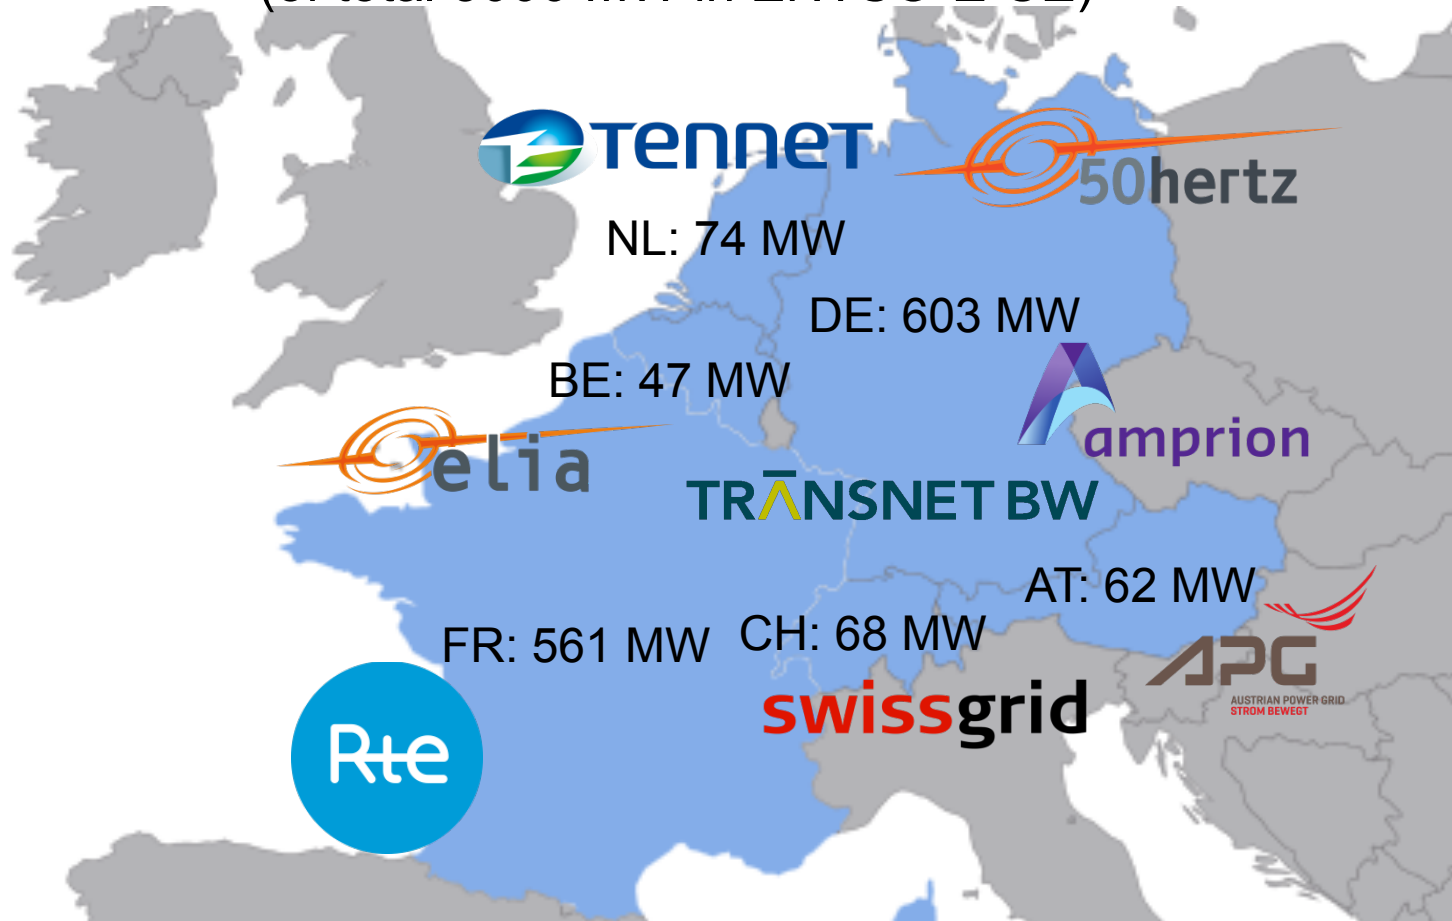 TenneT
50hertz
NL: 74 MW
DE: 603 MW
BE: 47 MW
amprion
elia
TRANSNET BW
AT: 62 MW
FR: 561 MW
CH: 68 MW
APG
AUSTRIAN POWER GRID
STROM BEWEGT
swissgrid
Rte